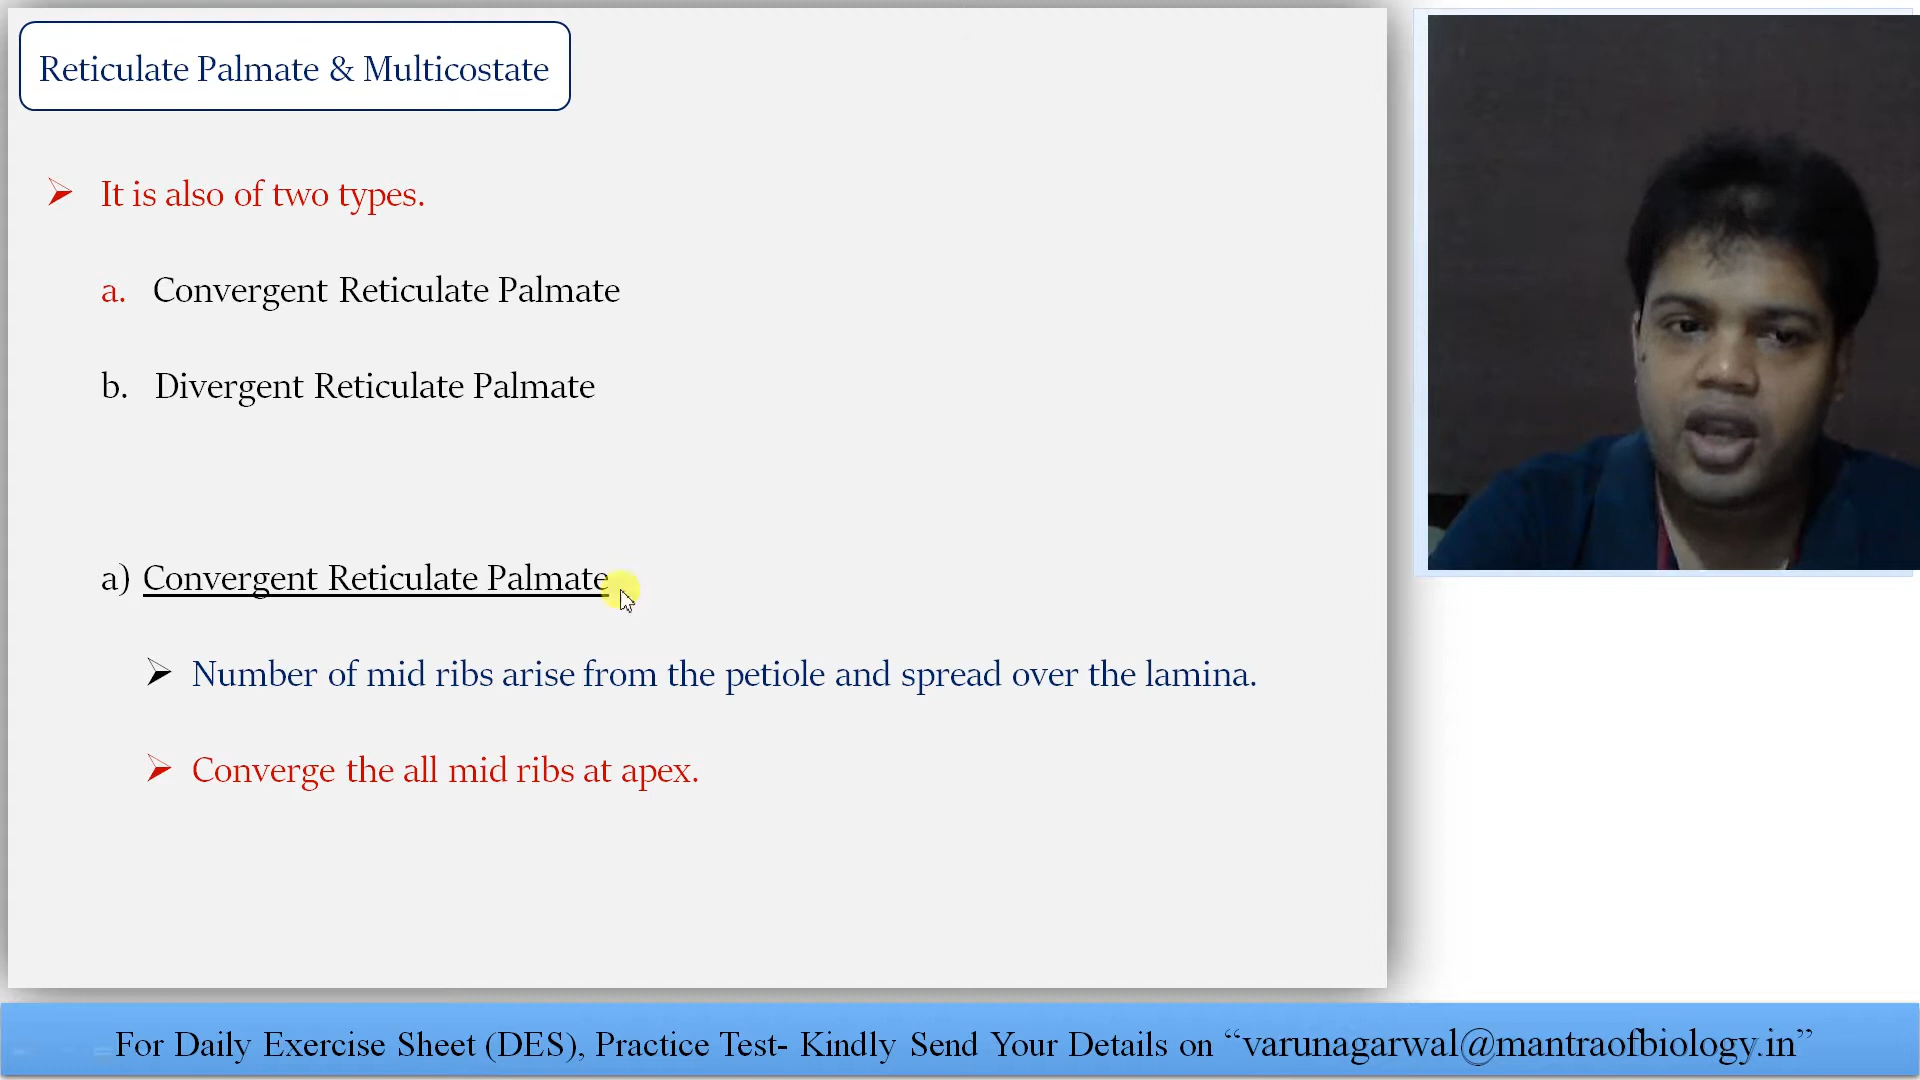 Reticulate Palmate & Multicostate
It is also of two types.
a. Convergent Reticulate Palmate
b. Divergent Reticulate Palmate
a) Convergent Reticulate Palmate
Number of mid ribs arise from the petiole and spread over the lamina.
Converge the all mid ribs at apex.
For Daily Exercise Sheet (DES), Practice Test- Kindly Send Your Details on “varunagarwal@mantraofbiology.in”